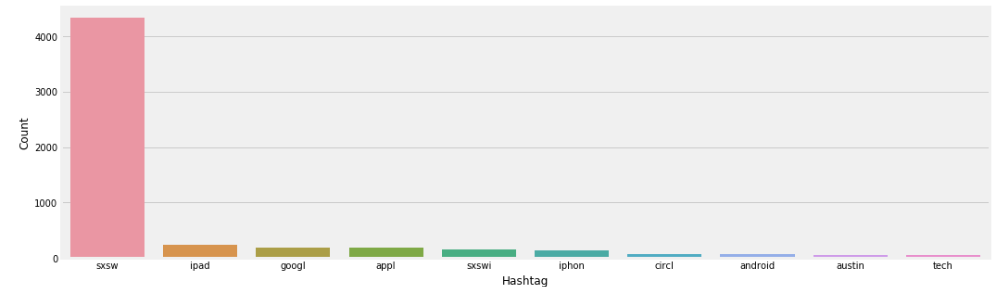 4000
3000
2000
1000
0
Count
sxsw ipad googl appl sxswi iphon circl android austin tech
Hashtag